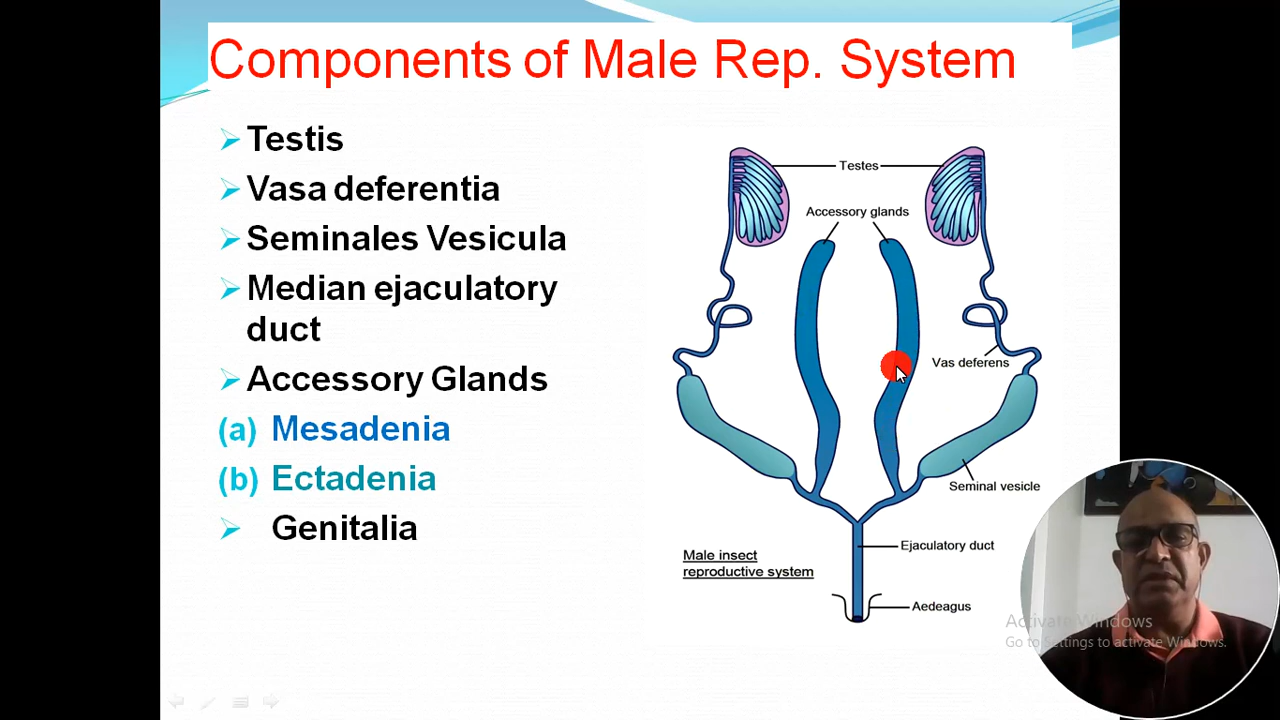 Components of Male Rep. System
Testis
Vasa deferentia
Seminales Vesicula
Median ejaculatory
duct
Accessory Glands
(a) Mesadenia
(b) Ectadenia
Genitalia
Testes
Accessory glands
Vas deferens
Seminal vesicle
Ejaculatory duct
Male insect
reproductive system
Aedeagus
Activate Windows
Go to Settings to activate Windows.